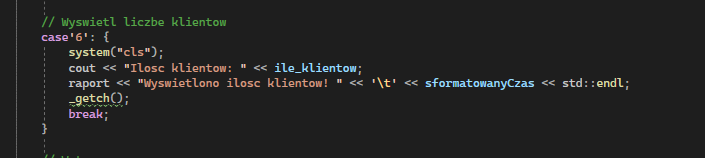 // Wyswietl liczbe klientow
case'6': {
system("cls");
cout << "Ilosc klientow: " << ile_klientow;
raport << "Wyswietlono ilosc klientow! " << '\t' << sformatowanyCzas << std::endl;
_getch();
break;
}